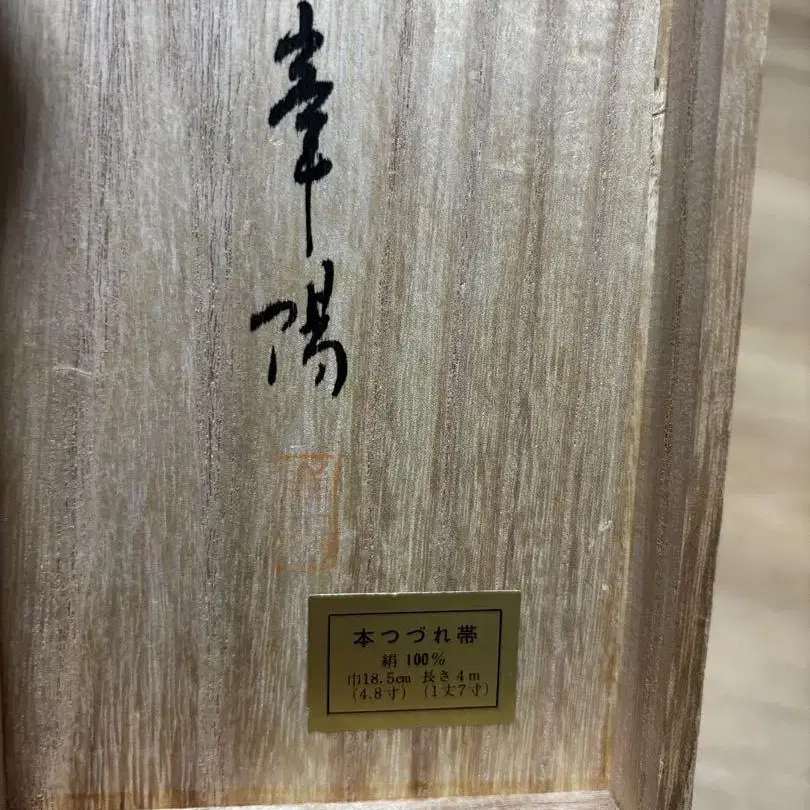 陽
本つづれ帯
絹 100%
巾18.5cm 長さ4m
(4.8寸) (1丈7寸)